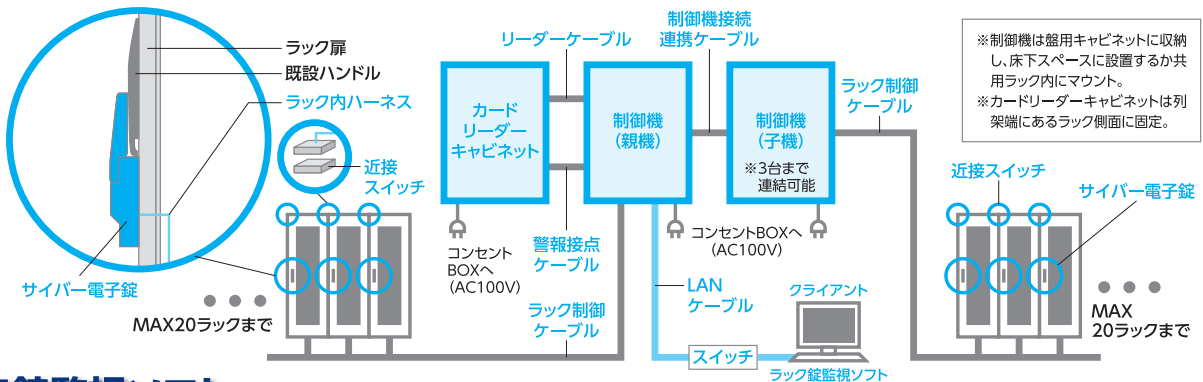 ラック扉
既設ハンドル
ラック内ハーネス
近接
スイッチ
サイバー電子錠
MAX20ラックまで
リーダーケーブル
制御機接続
連携ケーブル
ラック制御
ケーブル
カード
リーダー
キャビネット
制御機
（親機）
制御機
（子機）
※3台まで
連結可能
コンセント
BOXへ
（AC100V）
警報接点
ケーブル
コンセントBOXへ
（AC100V）
ラック制御
ケーブル
LAN
ケーブル
スイッチ
クライアント
ラック錠監視ソフト
※制御機は盤用キャビネットに収納
し、床下スペースに設置するか共
用ラック内にマウント。
※カードリーダーキャビネットは列
架端にあるラック側面に固定。
近接スイッチ
サイバー電子錠
MAX
20ラックまで